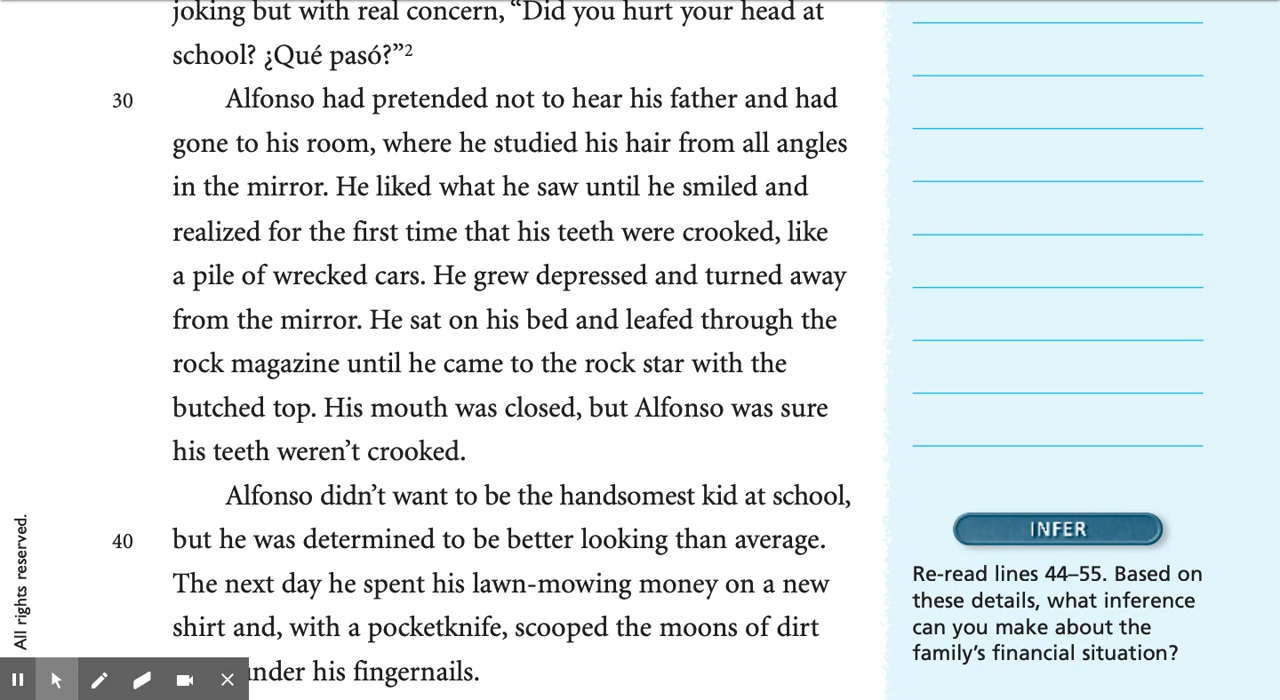 joking but with real concern, “Did you hurt your head at
school? ¿Qué pasó?”2
30 Alfonso had pretended not to hear his father and had
gone to his room, where he studied his hair from all angles
in the mirror. He liked what he saw until he smiled and
realized for the first time that his teeth were crooked, like
a pile of wrecked cars. He grew depressed and turned away
from the mirror. He sat on his bed and leafed through the
rock magazine until he came to the rock star with the
butched top. His mouth was closed, but Alfonso was sure
his teeth weren’t crooked.
Alfonso didn’t want to be the handsomest kid at school,
40 but he was determined to be better looking than average.
The next day he spent his lawn-mowing money on a new
shirt and, with a pocketknife, scooped the moons of dirt
under his fingernails.
INFER
Re-read lines 44–55. Based on
these details, what inference
can you make about the
family’s financial situation?
All rights reserved.